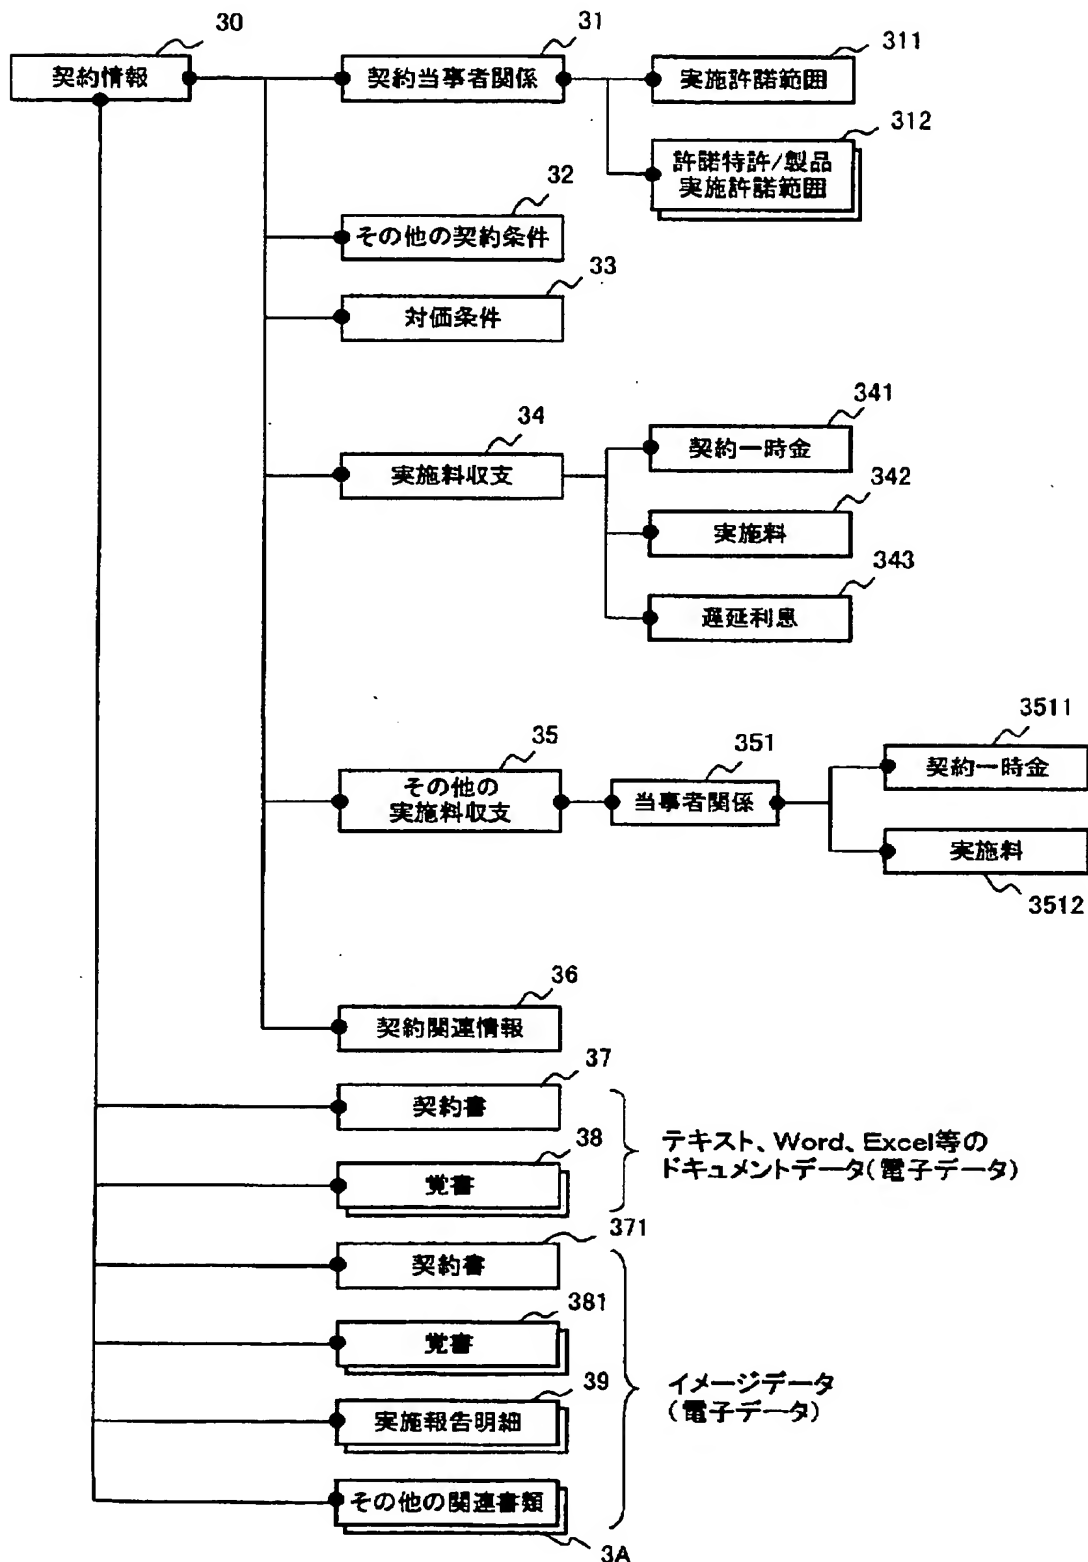 30
契約情報
31
契約当事者関係
311
実施許諾範囲
312
許諾特許/製品
実施許諾範囲
32
その他の契約条件
33
対価条件
34
実施料収支
341
契約一時金
342
実施料
343
遅延利息
35
その他の
実施料収支
351
当事者関係
3511
契約一時金
実施料
3512
36
契約関連情報
37
契約書
38
覚書
テキスト、Word、Excel等の
ドキュメントデータ(電子データ)
371
契約書
381
覚書
39
実施報告明細
その他の関連書類
3A
イメージデータ
(電子データ)